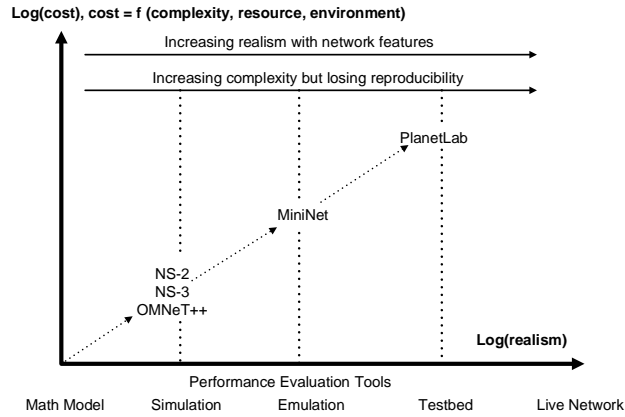 Log(cost), cost = f (complexity, resource, environment)
Increasing realism with network features
Increasing complexity but losing reproducibility
PlanetLab
MiniNet
NS-2
NS-3
OMNeT++
Log(realism)
Performance Evaluation Tools
Math Model Simulation Emulation Testbed Live Network